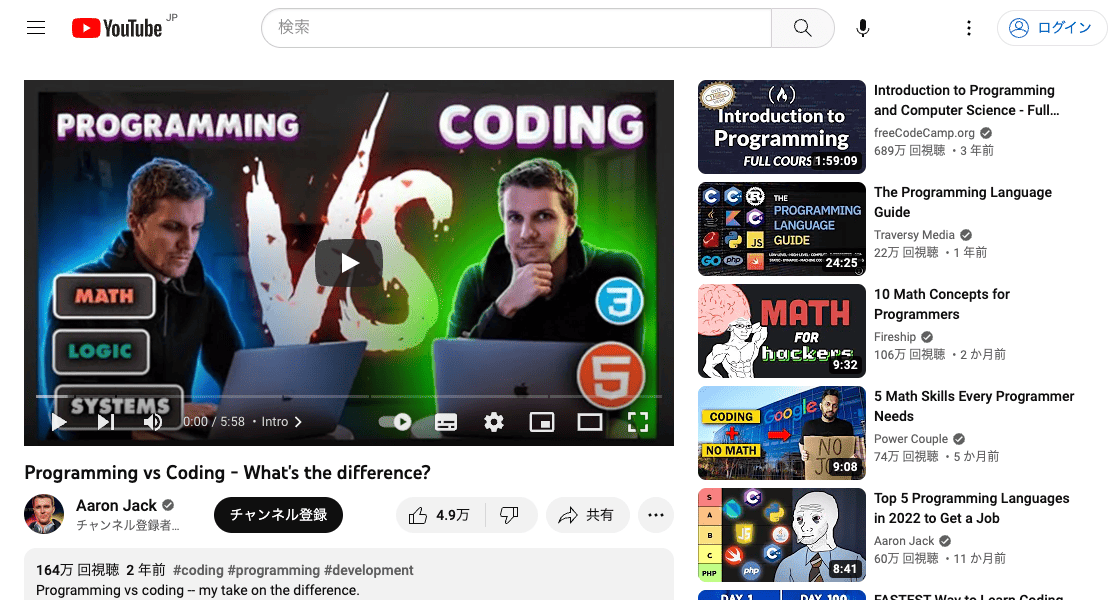 YouTube JP
検索
ログイン
PROGRAMMING
CODING
VS
MATH
LOGIC
SYSTEMS
3
5
0:00 / 5:58 • Intro
Programming vs Coding - What's the difference?
Aaron Jack
チャンネル登録者...
チャンネル登録
4.9万
共有
164万 回視聴 2 年前 #coding #programming #development
Programming vs coding -- my take on the difference.
Introduction to
Programming
FULL COURS
1:59:09
Introduction to Programming
and Computer Science - Full...
freeCodeCamp.org
689万 回視聴 ・3 年前
THE
PROGRAMMING
LANGUAGE
GUIDE
JS
GO
php
24:25
The Programming Language
Guide
Traversy Media
22万 回視聴 ・1 年前
MATH
FOR
hackers
9:32
10 Math Concepts for
Programmers
Fireship
106万 回視聴 ・2 か月前
CODING
+
NO MATH
Google
NO
JO
9:08
5 Math Skills Every Programmer
Needs
Power Couple
74万 回視聴 ・5 か月前
S
A
B
C
PHP
JS
php
8:41
Top 5 Programming Languages
in 2022 to Get a Job
Aaron Jack
60万 回視聴 ・11 か月前
DAY 1
DAY 100
FASTEST Way to Learn Coding